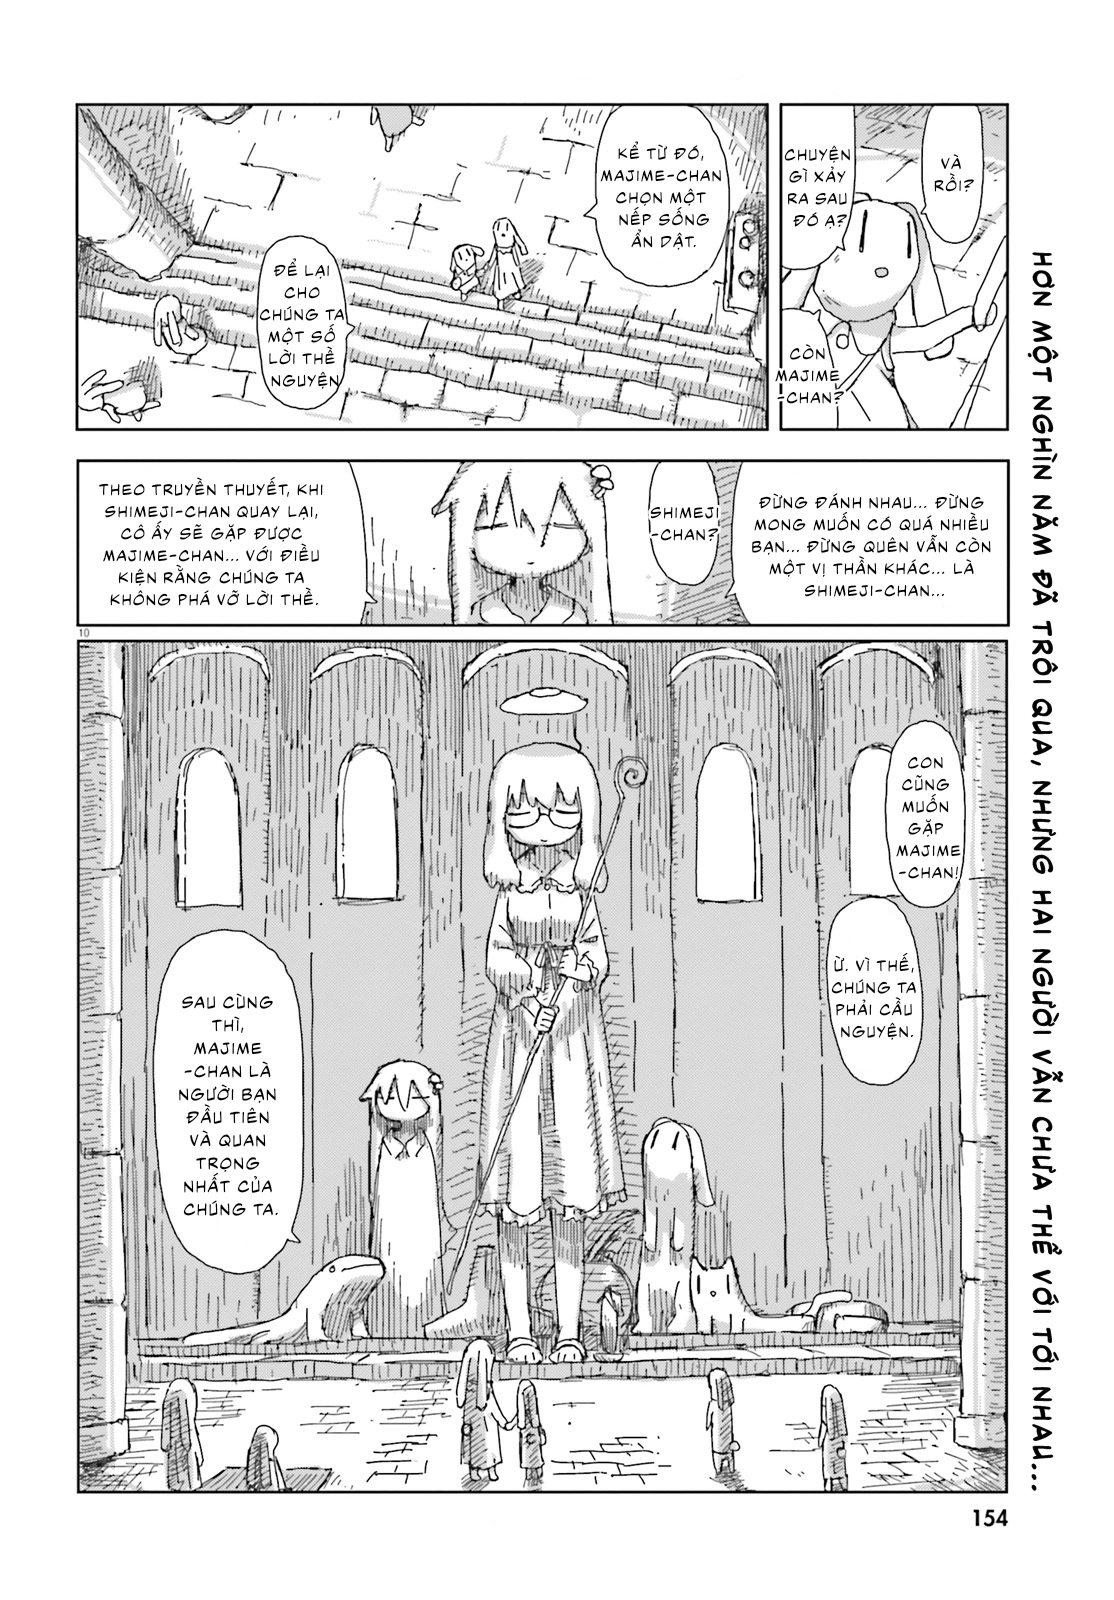 VÀ
RỒI?
CHUYỆN
GÌ XẢY
RA SAU
ĐÓ Ạ?
CÒN
MAJIME
-CHAN?
KỂ TỪ ĐÓ,
MAJIME-CHAN
CHỌN MỘT
NẾP SỐNG
ẨN DẬT.
ĐỂ LẠI
CHO
CHÚNG TA
MỘT SỐ
LỜI THỀ
NGUYỆN
ĐỪNG ĐÁNH NHAU... ĐỪNG
MONG MUỐN CÓ QUÁ NHIỀU
BẠN... ĐỪNG QUÊN VẪN CÒN
MỘT VỊ THẦN KHÁC... LÀ
SHIMEJI-CHAN...
SHIMEJI
-CHAN?
THEO TRUYỀN THUYẾT, KHI
SHIMEJI-CHAN QUAY LẠI,
CÔ ẤY SẼ GẶP ĐƯỢC
MAJIME-CHAN... VỚI ĐIỀU
KIỆN RẰNG CHÚNG TA
KHÔNG PHÁ VỠ LỜI THỀ.
10
CON
CŨNG
MUỐN
GẶP
MAJIME
-CHAN!
Ừ. VÌ THẾ,
CHÚNG TA
PHẢI CẦU
NGUYỆN.
SAU CÙNG
THÌ,
MAJIME
-CHAN LÀ
NGƯỜI BẠN
ĐẦU TIÊN
VÀ QUAN
TRỌNG
NHẤT CỦA
CHÚNG TA.
HƠN MỘT NGHÌN NĂM ĐÃ TRÔI QUA, NHƯNG HAI NGƯỜI VẪN CHƯA THỂ VỚI TỚI NHAU...
154